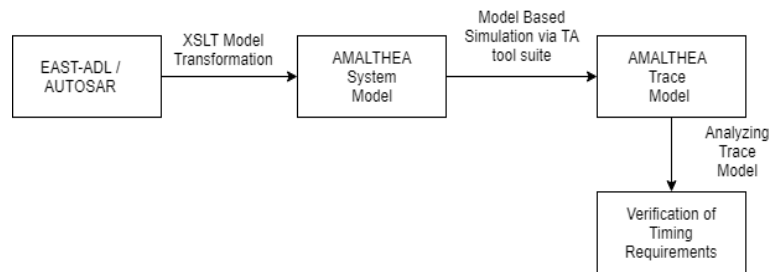 EAST-ADL /
AUTOSAR
XSLT Model
Transformation
AMALTHEA
System
Model
Model Based
Simulation via TA
tool suite
AMALTHEA
Trace
Model
Analyzing
Trace
Model
Verification of
Timing
Requirements